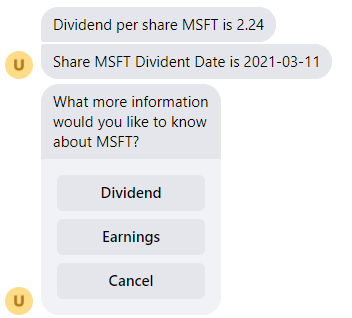 Dividend per share MSFT is 2.24
Share MSFT Divident Date is 2021-03-11
U
What more information
would you like to know
about MSFT?
Dividend
Earnings
Cancel
U